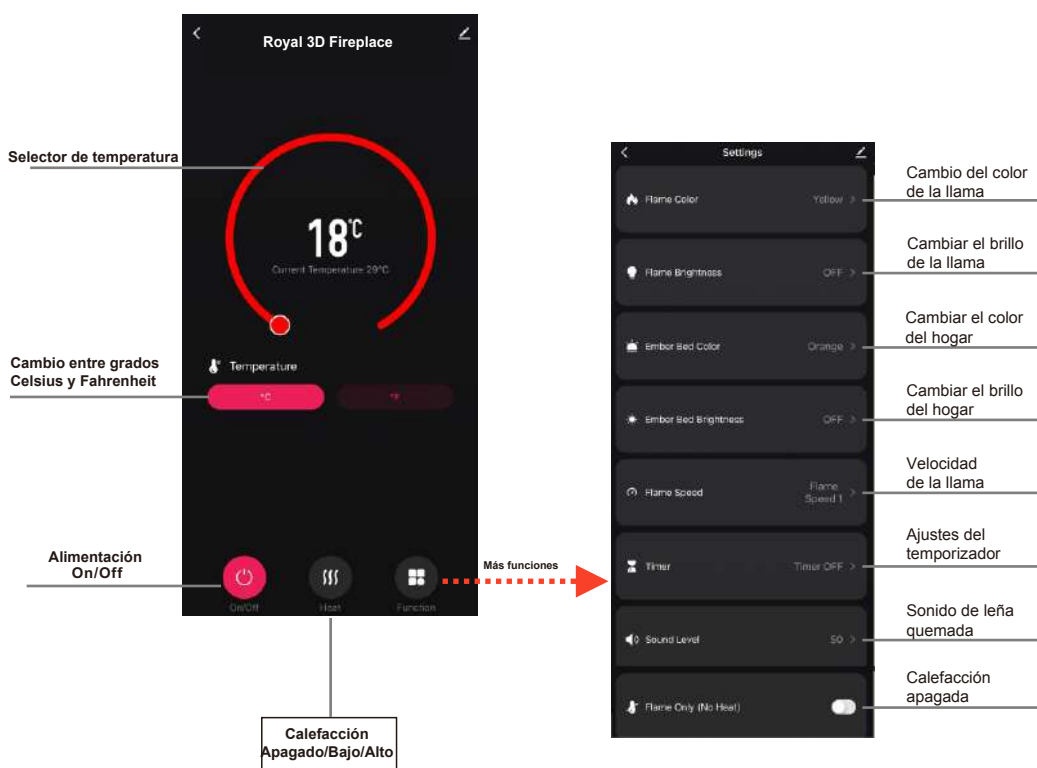 Royal 3D Fireplace
Selector de temperatura
18°C
Current Temperature 29°C
Cambio entre grados
Celsius y Fahrenheit
Temperature
°C
°F
Alimentación
On/Off
On/Off
Heat
Function
Más funciones
Calefacción
Apagado/Bajo/Alto
Settings
Flame Color
Yellow >
Cambio del color
de la llama
Flame Brightness
OFF >
Cambiar el brillo
de la llama
Ember Bed Color
Orange >
Cambiar el color
del hogar
Ember Bed Brightness
OFF >
Cambiar el brillo
del hogar
Flame Speed
Flame
Speed 1 >
Velocidad
de la llama
Timer
Timer OFF >
Ajustes del
temporizador
Sound Level
50 >
Sonido de leña
quemada
Flame Only (No Heat)
Calefacción
apagada